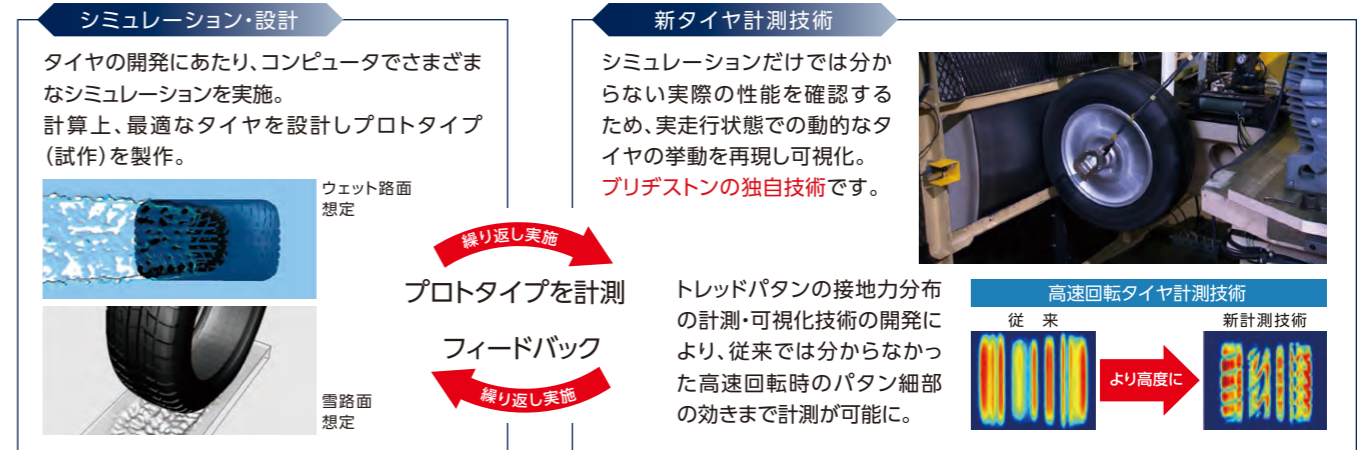 シミュレーション・設計
タイヤの開発にあたり、コンピュータでさまざま
なシミュレーションを実施。
計算上、最適なタイヤを設計しプロトタイプ
（試作）を製作。
ウェット路面
想定
雪路面
想定
繰り返し実施
プロトタイプを計測
フィードバック
繰り返し実施
新タイヤ計測技術
シミュレーションだけでは分か
らない実際の性能を確認する
ため、実走行状態での動的なタ
イヤの挙動を再現し可視化。
ブリヂストンの独自技術です。
トレッドパタンの接地力分布
の計測・可視化技術の開発に
より、従来では分からなかっ
た高速回転時のパタン細部
の効きまで計測が可能に。
高速回転タイヤ計測技術
従　来
より高度に
新計測技術